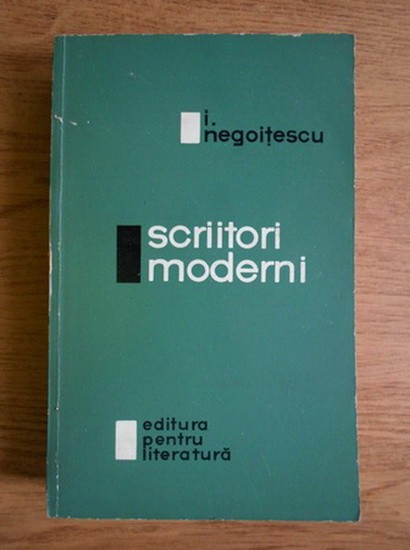 i.
negoițescu
scriitori
moderni
editura
pentru
literatură